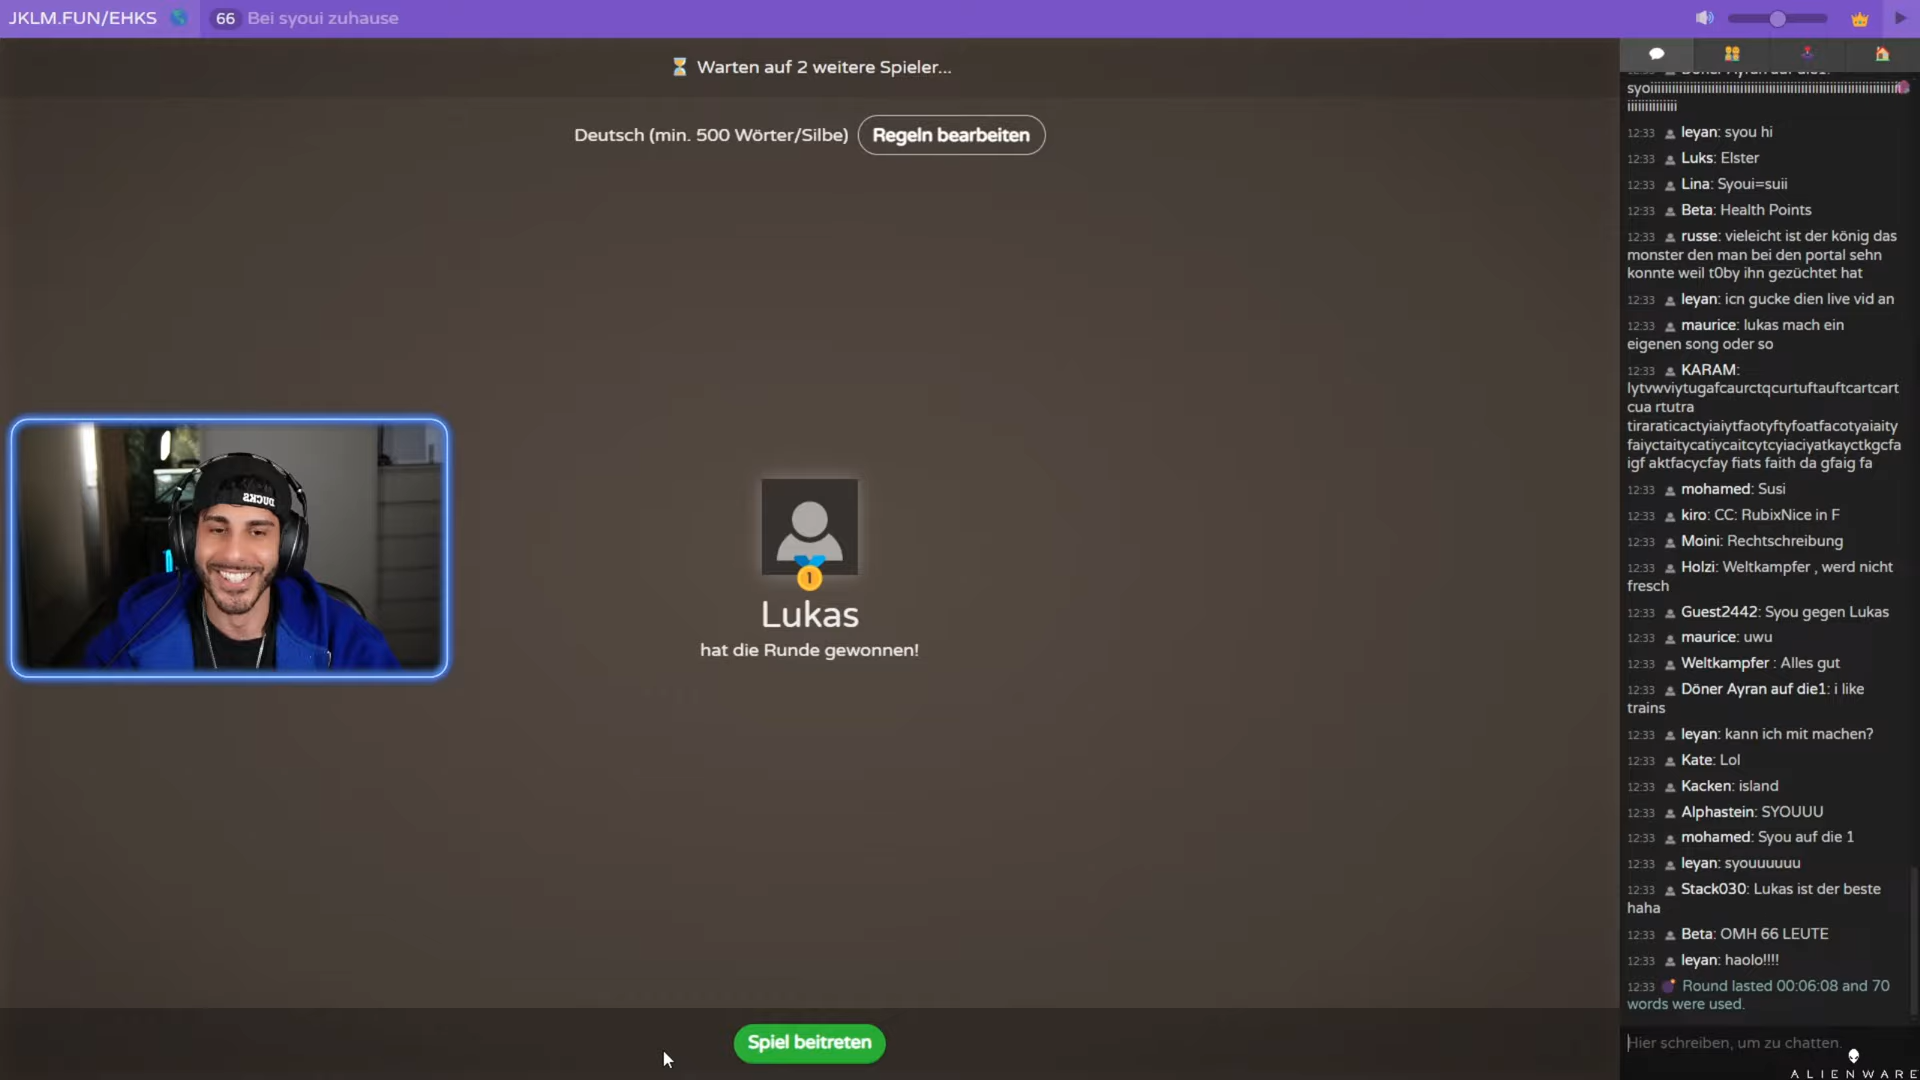 JKLM.FUN/EHKS
66 Bei syoui zuhause
Warten auf 2 weitere Spieler...
Deutsch (min. 500 Wörter/Silbe) Regeln bearbeiten
DUCKS
1
Lukas
hat die Runde gewonnen!
Spiel beitreten
12:33 leyan: syou hi
12:33 Luks: Elster
12:33 Lina: Syoui=suii
12:33 Beta: Health Points
12:33 russe: vieleicht ist der könig das
monster den man bei den portal sehn
konnte weil t0by ihn gezüchtet hat
12:33 leyan: icn gucke dien live vid an
12:33 maurice: lukas mach ein
eigenen song oder so
12:33 KARAM:
lytvwviytugafcaurctqcurtuftauftcartcart
cua rtutra
tiraraticactyiaiytfaotyftyfoatfacotyaiaity
faiyctaitycatiycaitcytcyiaciyatkayctkgcfa
igf aktfacycfay fiats faith da gfaig fa
12:33 mohamed: Susi
12:33 kiro: CC: RubixNice in F
12:33 Moini: Rechtschreibung
12:33 Holzi: Weltkampfer , werd nicht
fresch
12:33 Guest2442: Syou gegen Lukas
12:33 maurice: uwu
12:33 Weltkampfer : Alles gut
12:33 Döner Ayran auf die1: i like
trains
12:33 leyan: kann ich mit machen?
12:33 Kate: Lol
12:33 Kacken: island
12:33 Alphastein: SYOUUU
12:33 mohamed: Syou auf die 1
12:33 leyan: syouuuuuu
12:33 Stack030: Lukas ist der beste
haha
12:33 Beta: OMH 66 LEUTE
12:33 leyan: haolo!!!!
12:33 Round lasted 00:06:08 and 70
words were used.
Hier schreiben, um zu chatten.
ALIENWARE